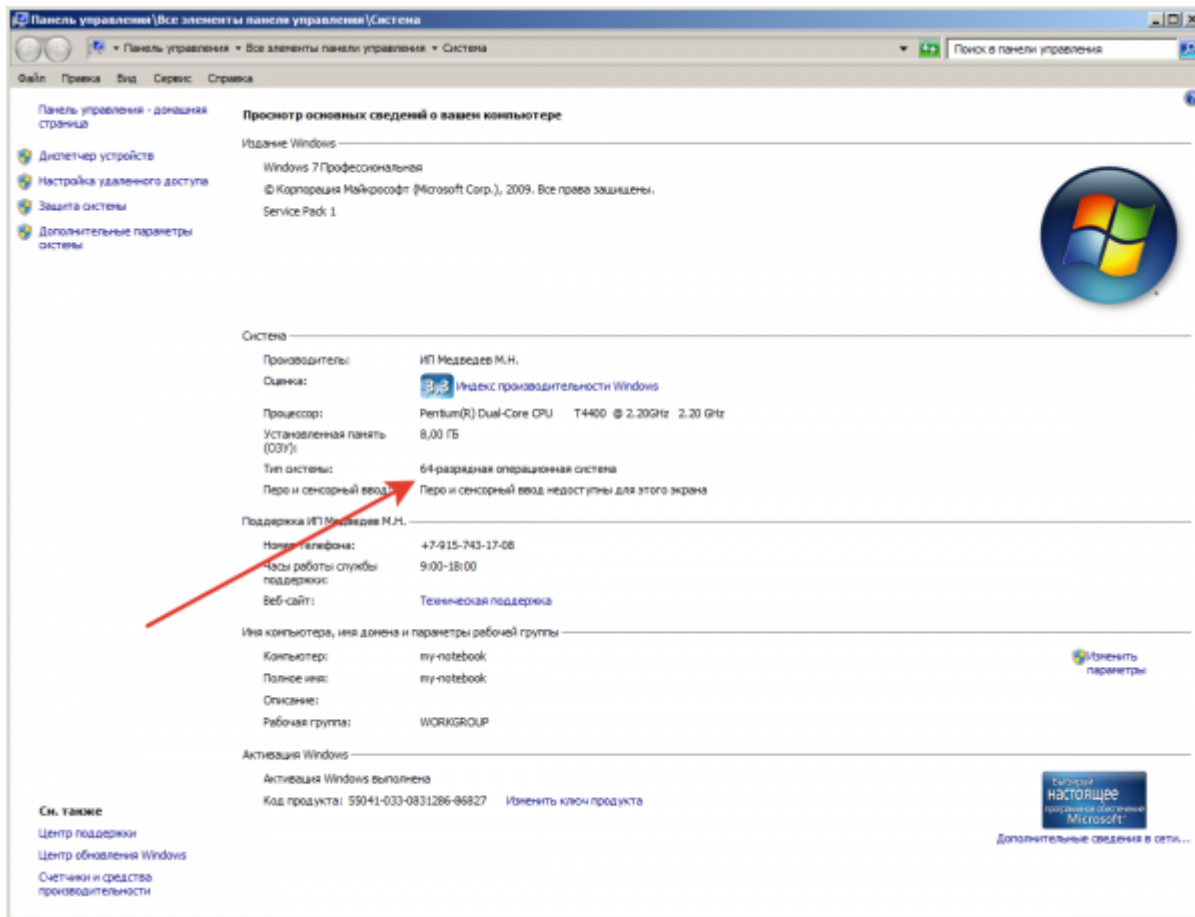 Панель управления\Все элементы панели управления\Система
Панель управления • Все элементы панели управления • Система
Поиск в панели управления
Файл Правка Вид Сервис Справка
Панель управления - домашняя
страница
Диспетчер устройств
Настройка удаленного доступа
Защита системы
Дополнительные параметры
системы
Просмотр основных сведений о вашем компьютере
Издание Windows
Windows 7 Профессиональная
© Корпорация Майкрософт (Microsoft Corp.), 2009. Все права защищены.
Service Pack 1
Система
Производитель: ИП Медведев М.Н.
Оценка: 3,3 Индекс производительности Windows
Процессор: Pentium(R) Dual-Core CPU T4400 @ 2.20GHz 2.20 GHz
Установленная память
(ОЗУ): 8,00 ГБ
Тип системы: 64-разрядная операционная система
Перо и сенсорный ввод: Перо и сенсорный ввод недоступны для этого экрана
Поддержка ИП Медведев М.Н.
Номер телефона: +7-915-743-17-08
Часы работы службы
поддержки: 9:00-18:00
Веб-сайт: Техническая поддержка
Имя компьютера, имя домена и параметры рабочей группы
Компьютер: my-notebook
Полное имя: my-notebook
Описание:
Рабочая группа: WORKGROUP
Изменить
параметры
Активация Windows
Активация Windows выполнена
Код продукта: 55041-033-0831286-86827 Изменить ключ продукта
настоящее
программное обеспечение
Microsoft
Дополнительные сведения в сети...
См. также
Центр поддержки
Центр обновления Windows
Счетчики и средства
производительности